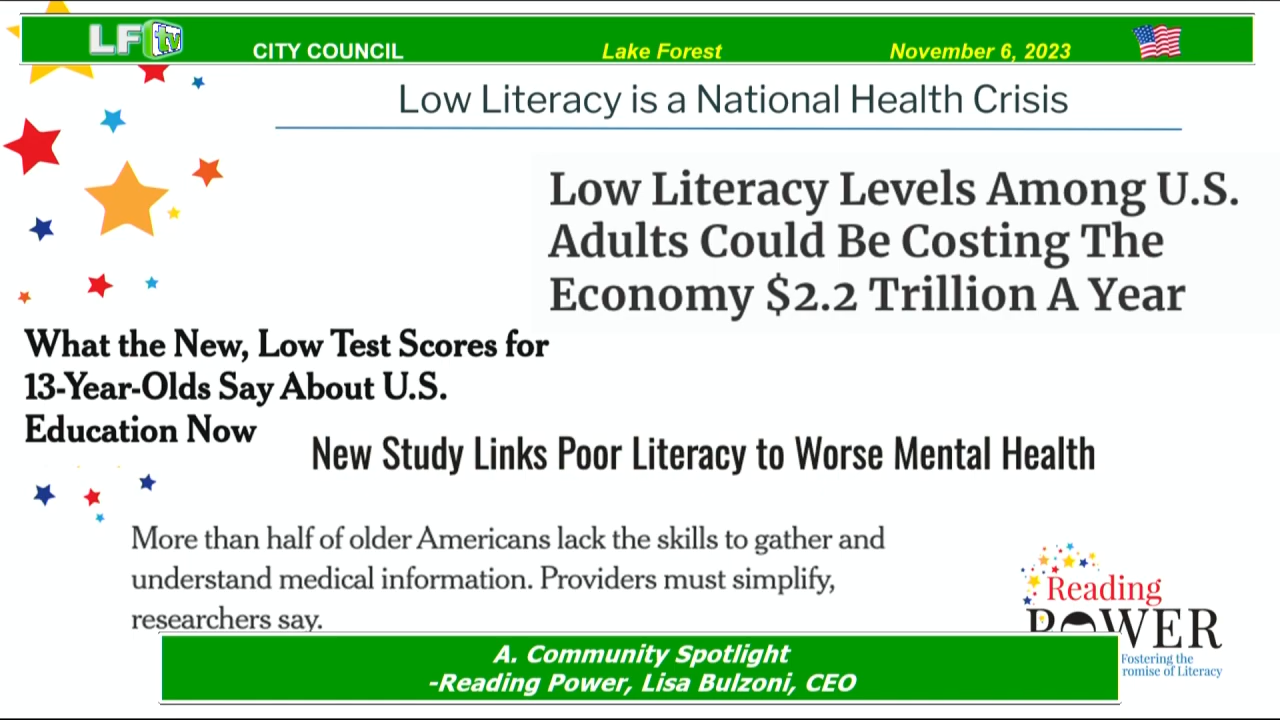 LF tv
CITY COUNCIL
Lake Forest
November 6, 2023
Low Literacy is a National Health Crisis
Low Literacy Levels Among U.S.
Adults Could Be Costing The
Economy $2.2 Trillion A Year
What the New, Low Test Scores for
13-Year-Olds Say About U.S.
Education Now
New Study Links Poor Literacy to Worse Mental Health
More than half of older Americans lack the skills to gather and
understand medical information. Providers must simplify,
researchers say.
Reading
POWER
Fostering the
romise of Literacy
A. Community Spotlight
-Reading Power, Lisa Bulzoni, CEO